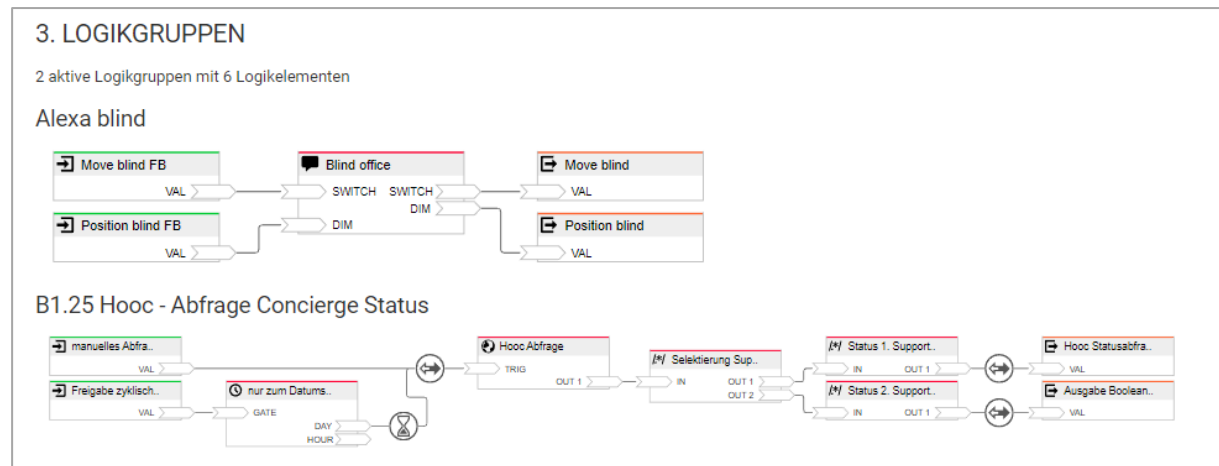 3. LOGIKGRUPPEN
2 aktive Logikgruppen mit 6 Logikelementen
Alexa blind
Move blind FB
VAL
Position blind FB
VAL
Blind office
SWITCH SWITCH
DIM
DIM
Move blind
VAL
Position blind
VAL
B1.25 Hooc - Abfrage Concierge Status
manuelles Abfra..
VAL
Freigabe zyklisch..
VAL
nur zum Datums..
GATE
DAY
HOUR
Hooc Abfrage
TRIG
OUT 1
/*/ Selektierung Sup..
IN OUT 1
OUT 2
/*/ Status 1. Support..
IN OUT 1
/*/ Status 2. Support..
IN OUT 1
Hooc Statusabfra..
VAL
Ausgabe Boolean..
VAL